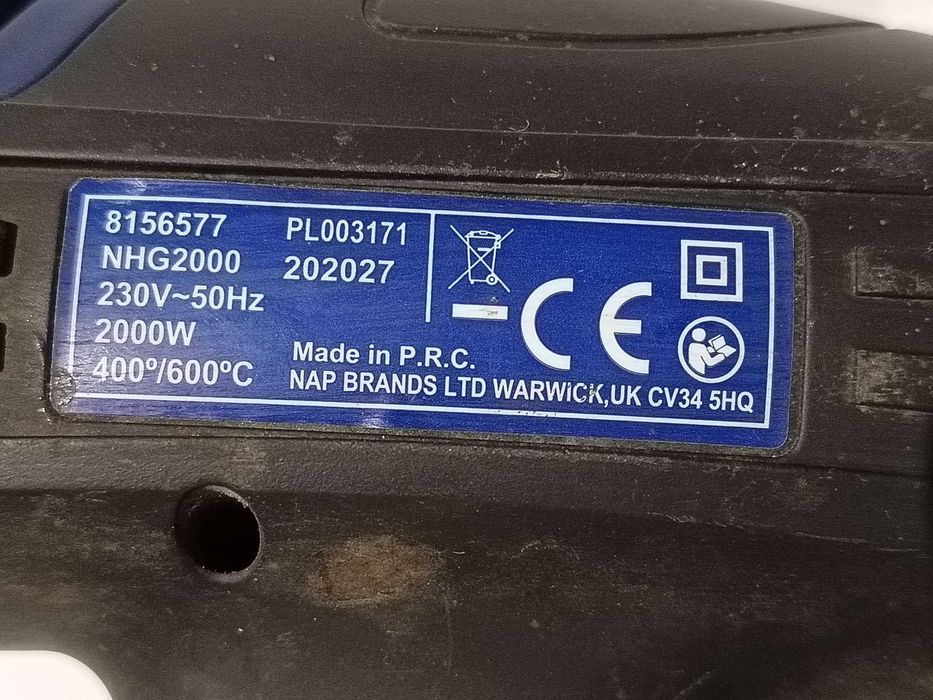 8156577
NHG2000
230V~50Hz
2000W
400º/600ºC
PL003171
202027
CE
Made in P.R.C.
NAP BRANDS LTD WARWICK,UK CV34 5HQ